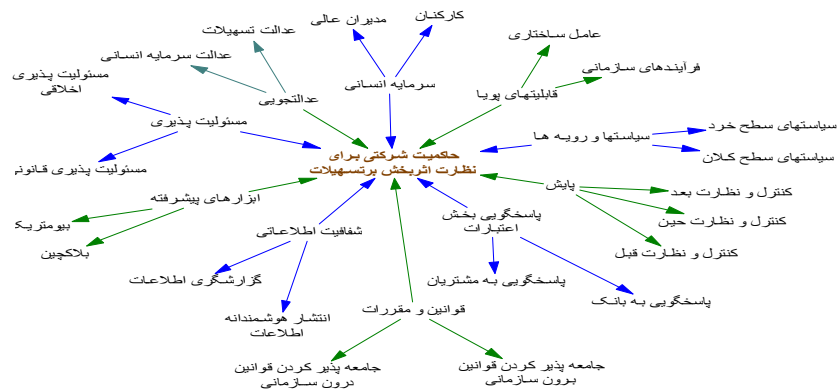 کارکنان
مدیران عالی
عدالت تسهیلات
عامل ساختاری
عدالت سرمایه انسانی
فرآیندهای سازمانی
مسئولیت پذیری
اخلاقی
سرمایه انسانی
عدالتجویی
قابلیتهای پویا
مسئولیت پذیری
سیاستها و رویه ها
سیاستهای سطح خرد
سیاستهای سطح کلان
حاکمیت شرکتی برای
نظارت اثربخش برتسهیلات
مسئولیت پذیری قانونی
پایش
کنترل و نظارت بعد
کنترل و نظارت حین
کنترل و نظارت قبل
ابزارهای پیشرفته
بیومتریک
بلاکچین
شفافیت اطلاعاتی
پاسخگویی بخش
اعتبارات
گزارشگری اطلاعات
انتشار هوشمندانه
اطلاعات
پاسخگویی به مشتریان
پاسخگویی به بانک
قوانین و مقررات
جامعه پذیر کردن قوانین
درون سازمانی
جامعه پذیر کردن قوانین
برون سازمانی